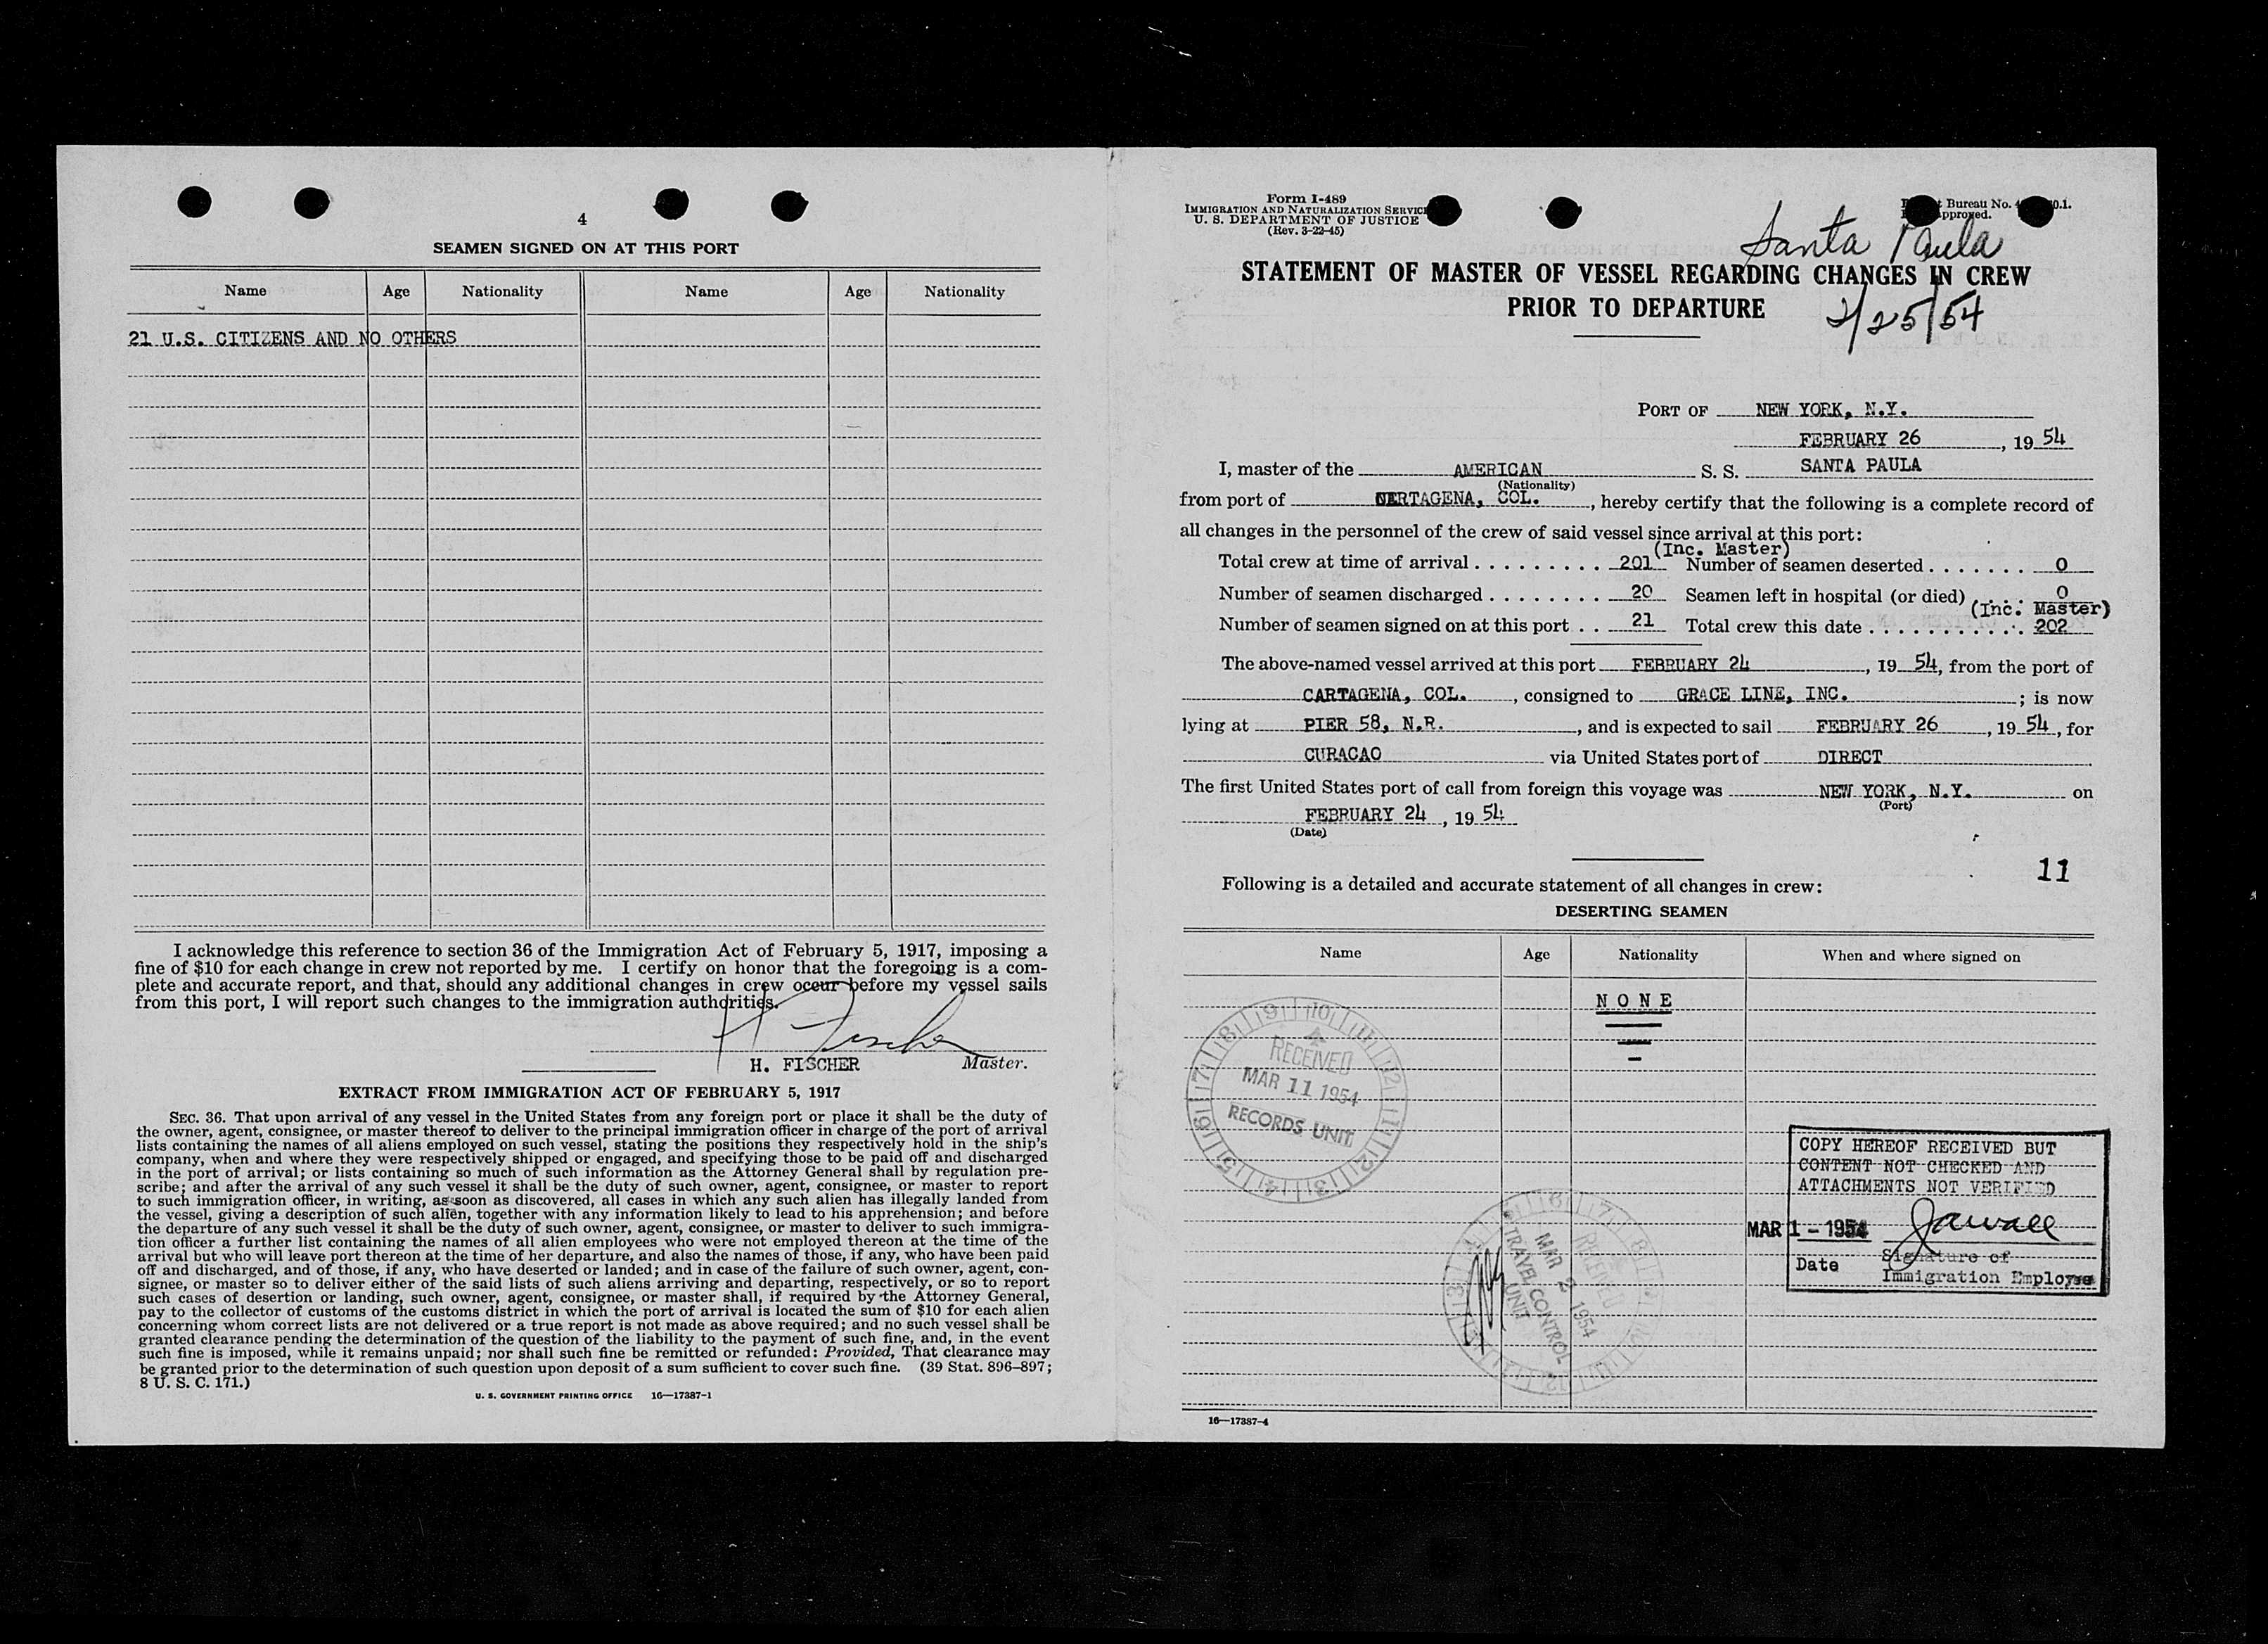 4
SEAMEN SIGNED ON AT THIS PORT
Name Age Nationality Name Age Nationality
21 U.S. CITIZENS AND NO OTHERS
I acknowledge this reference to section 36 of the Immigration Act of February 5, 1917, imposing a
fine of $10 for each change in crew not reported by me. I certify on honor that the foregoing is a com-
plete and accurate report, and that, should any additional changes in crew occur before my vessel sails
from this port, I will report such changes to the immigration authorities.
H Fischer
H. FISCHER Master.
EXTRACT FROM IMMIGRATION ACT OF FEBRUARY 5, 1917
SEC. 36. That upon arrival of any vessel in the United States from any foreign port or place it shall be the duty of
the owner, agent, consignee, or master thereof to deliver to the principal immigration officer in charge of the port of arrival
lists containing the names of all aliens employed on such vessel, stating the positions they respectively hold in the ship's
company, when and where they were respectively shipped or engaged, and specifying those to be paid off and discharged
in the port of arrival; or lists containing so much of such information as the Attorney General shall by regulation pre-
scribe; and after the arrival of any such vessel it shall be the duty of such owner, agent, consignee, or master to report
to such immigration officer, in writing, as soon as discovered, all cases in which any such alien has illegally landed from
the vessel, giving a description of such alien, together with any information likely to lead to his apprehension; and before
the departure of any such vessel it shall be the duty of such owner, agent, consignee, or master to deliver to such immigra-
tion officer a further list containing the names of all alien employees who were not employed thereon at the time of the
arrival but who will leave port thereon at the time of her departure, and also the names of those, if any, who have been paid
off and discharged, and of those, if any, who have deserted or landed; and in case of the failure of such owner, agent, con-
signee, or master so to deliver either of the said lists of such aliens arriving and departing, respectively, or so to report
such cases of desertion or landing, such owner, agent, consignee, or master shall, if required by the Attorney General,
pay to the collector of customs of the customs district in which the port of arrival is located the sum of $10 for each alien
concerning whom correct lists are not delivered or a true report is not made as above required; and no such vessel shall be
granted clearance pending the determination of the question of the liability to the payment of such fine, and, in the event
such fine is imposed, while it remains unpaid; nor shall such fine be remitted or refunded: Provided, That clearance may
be granted prior to the determination of such question upon deposit of a sum sufficient to cover such fine. (39 Stat. 896–897;
8 U. S. C. 171.)
U. S. GOVERNMENT PRINTING OFFICE 16—17387-1
Form I-489
IMMIGRATION AND NATURALIZATION SERVICE
U. S. DEPARTMENT OF JUSTICE
(Rev. 3-22-45)
Bureau No.
Approved.
Santa Paula
STATEMENT OF MASTER OF VESSEL REGARDING CHANGES IN CREW
PRIOR TO DEPARTURE
2/25/54
PORT OF NEW YORK, N.Y.
FEBRUARY 26, 19 54
I, master of the AMERICAN S. S. SANTA PAULA
(Nationality)
from port of CARTAGENA, COL., hereby certify that the following is a complete record of
all changes in the personnel of the crew of said vessel since arrival at this port:
(Inc. Master)
Total crew at time of arrival . . . . . . . . . 201 Number of seamen deserted . . . . . . . 0
Number of seamen discharged . . . . . . . . 20 Seamen left in hospital (or died) . . . . 0
(Inc. Master)
Number of seamen signed on at this port . . 21 Total crew this date . . . . . . . . . . . . 202
The above-named vessel arrived at this port FEBRUARY 24, 19 54, from the port of
CARTAGENA, COL., consigned to GRACE LINE, INC.; is now
lying at PIER 58, N.R., and is expected to sail FEBRUARY 26, 19 54, for
CURACAO via United States port of DIRECT
The first United States port of call from foreign this voyage was NEW YORK, N.Y. on
(Port)
FEBRUARY 24, 19 54
(Date)
11
Following is a detailed and accurate statement of all changes in crew:
DESERTING SEAMEN
Name Age Nationality When and where signed on
NONE
RECEIVED
MAR 11 1954
RECORDS UNIT
RECEIVED
MAR 2 1954
TRAVEL CONTROL
UNIT
COPY HEREOF RECEIVED BUT
CONTENT NOT CHECKED AND
ATTACHMENTS NOT VERIFIED
MAR 1 - 1954
Date Signature of
Immigration Employee
16—17387-4